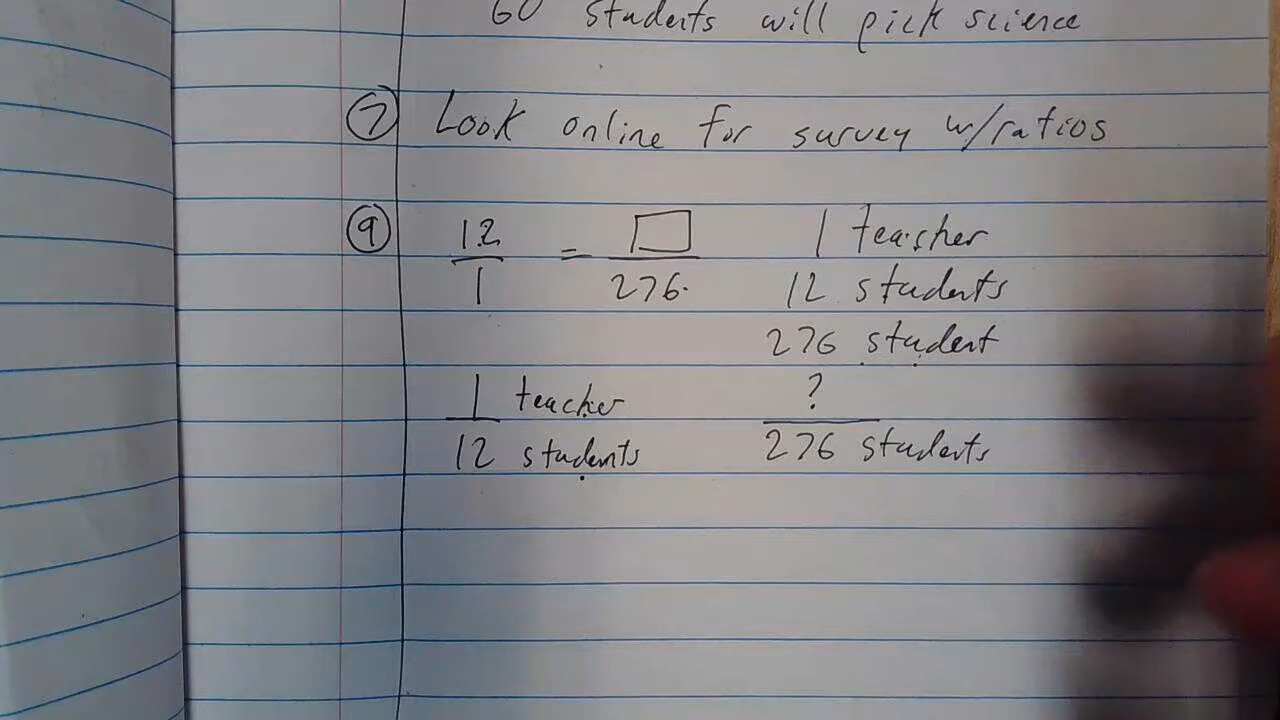 60 students will pick science
7 Look online for survey w/ratios
9 12/1 = □/276 1 teacher
12 students
276 student
1 teacher ?
12 students 276 students